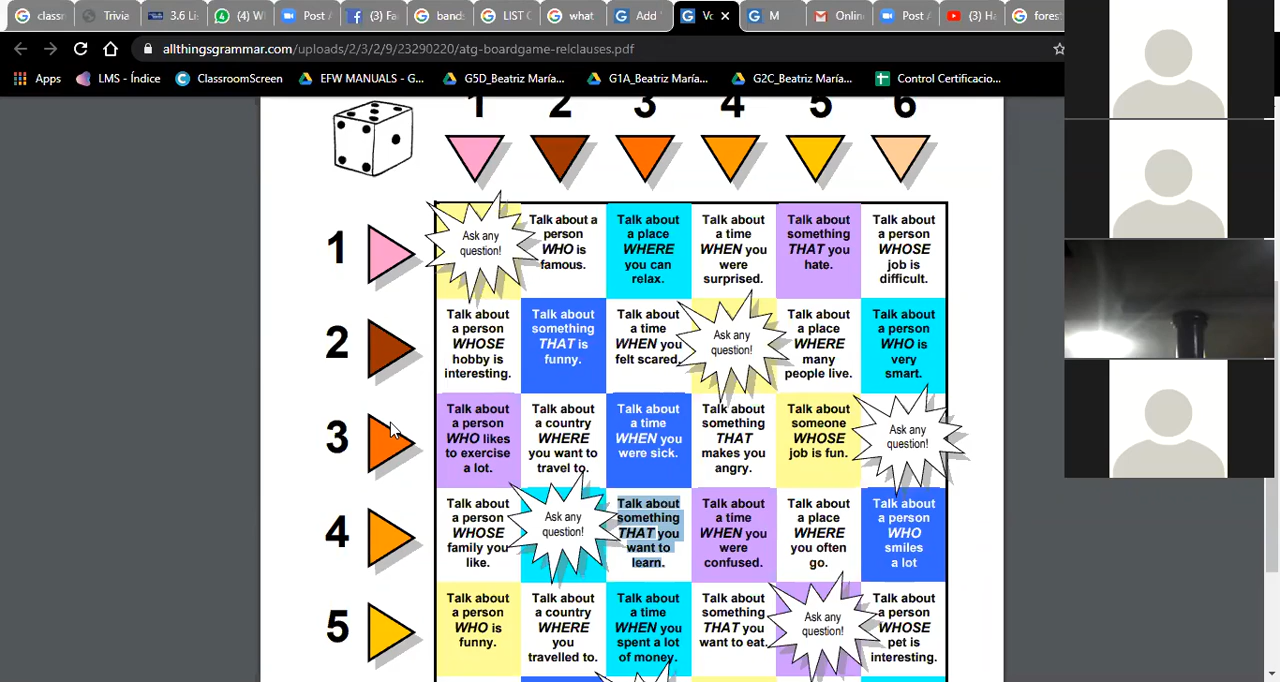 classr
Trivia
3.6 Li
(4) W
Post A
(3) Fa
band
LIST C
what
Add
Vo
M
Onlin
Post A
(3) Ha
fores
allthingsgrammar.com/uploads/2/3/2/9/23290220/atg-boardgame-relclauses.pdf
Apps
LMS - Índice
ClassroomScreen
EFW MANUALS - G...
G5D_Beatriz María...
G1A_Beatriz María...
G2C_Beatriz María...
Control Certificacio...
1 2 3 4 5 6
1
Ask any
question!
Talk about a
person
WHO is
famous.
Talk about
a place
WHERE
you can
relax.
Talk about
a time
WHEN you
were
surprised.
Talk about
something
THAT you
hate.
Talk about
a person
WHOSE
job is
difficult.
2
Talk about
a person
WHOSE
hobby is
interesting.
Talk about
something
THAT is
funny.
Talk about
a time
WHEN you
felt scared.
Ask any
question!
Talk about
a place
WHERE
many
people live.
Talk about
a person
WHO is
very
smart.
3
Talk about
a person
WHO likes
to exercise
a lot.
Talk about
a country
WHERE
you want to
travel to.
Talk about
a time
WHEN you
were sick.
Talk about
something
THAT
makes you
angry.
Talk about
someone
WHOSE
job is fun.
Ask any
question!
4
Talk about
a person
WHOSE
family you
like.
Ask any
question!
Talk about
something
THAT you
want to
learn.
Talk about
a time
WHEN you
were
confused.
Talk about
a place
WHERE
you often
go.
Talk about
a person
WHO
smiles
a lot
5
Talk about
a person
WHO is
funny.
Talk about
a country
WHERE
you
travelled to.
Talk about
a time
WHEN you
spent a lot
of money.
Talk about
something
THAT you
want to eat.
Ask any
question!
Talk about
a person
WHOSE
pet is
interesting.